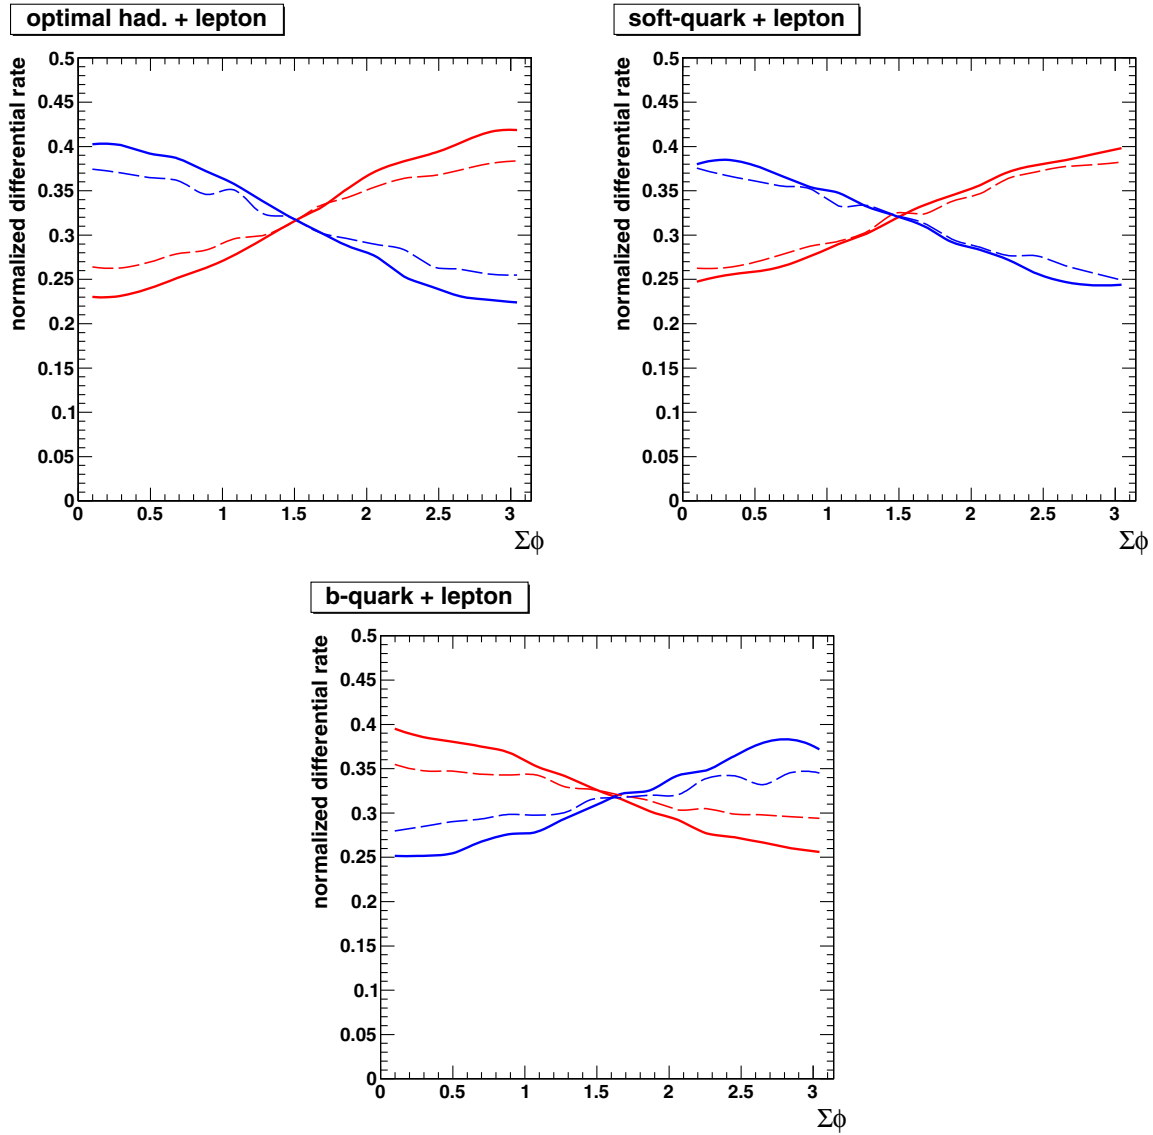 optimal had. + lepton
normalized differential rate
0.5
0.45
0.4
0.35
0.3
0.25
0.2
0.15
0.1
0.05
0
0 0.5 1 1.5 2 2.5 3
Σϕ
soft-quark + lepton
normalized differential rate
0.5
0.45
0.4
0.35
0.3
0.25
0.2
0.15
0.1
0.05
0
0 0.5 1 1.5 2 2.5 3
Σϕ
b-quark + lepton
normalized differential rate
0.5
0.45
0.4
0.35
0.3
0.25
0.2
0.15
0.1
0.05
0
0 0.5 1 1.5 2 2.5 3
Σϕ